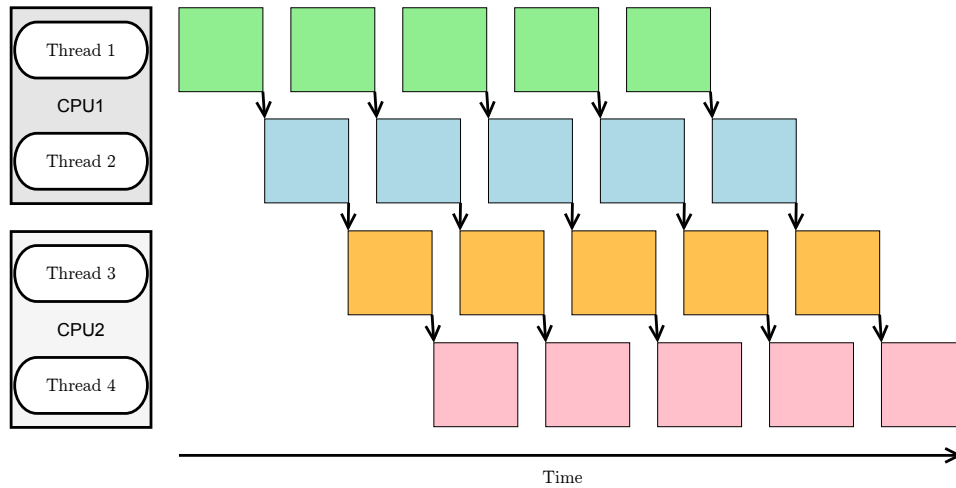 Thread 1
CPU1
Thread 2
Thread 3
CPU2
Thread 4
Time